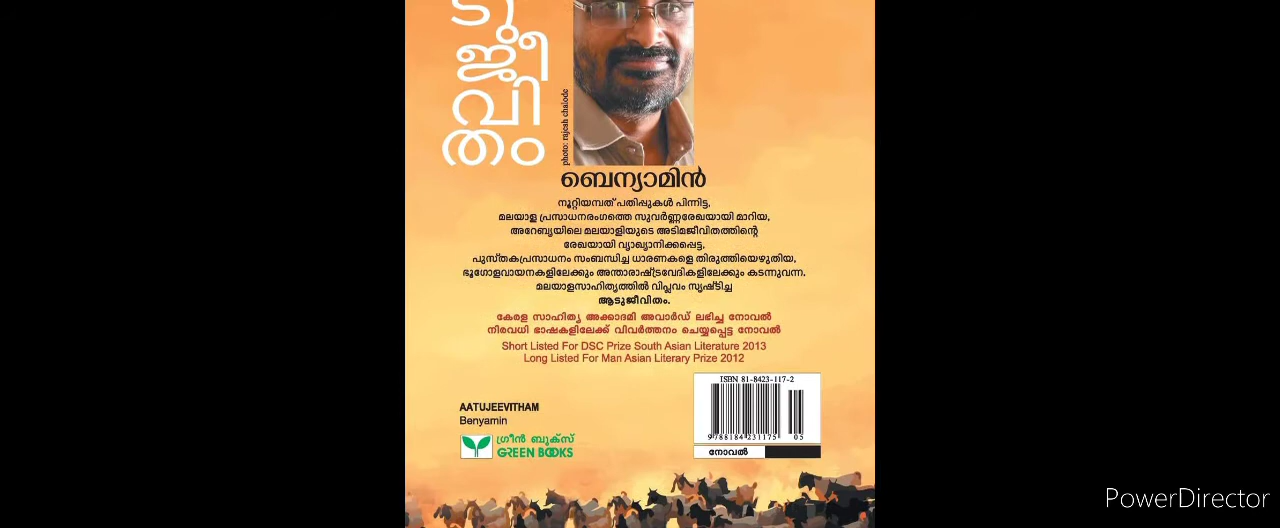 ടു
ജീ
വി
തം
photo: rajesh chalode
ബെന്യാമിൻ
നൂറ്റിയമ്പത് പതിപ്പുകൾ പിന്നിട്ട,
മലയാള പ്രസാധനരംഗത്തെ സുവർണ്ണരേഖയായി മാറിയ,
അറേബ്യയിലെ മലയാളിയുടെ അടിമജീവിതത്തിന്റെ
രേഖയായി വ്യാഖ്യാനിക്കപ്പെട്ട,
പുസ്തകപ്രസാധനം സംബന്ധിച്ച ധാരണകളെ തിരുത്തിയെഴുതിയ,
ഭൂഗോളവായനകളിലേക്കും അന്താരാഷ്ട്രവേദികളിലേക്കും കടന്നുവന്ന,
മലയാളസാഹിത്യത്തിൽ വിപ്ലവം സൃഷ്ടിച്ച
ആടുജീവിതം.
കേരള സാഹിത്യ അക്കാദമി അവാർഡ് ലഭിച്ച നോവൽ
നിരവധി ഭാഷകളിലേക്ക് വിവർത്തനം ചെയ്യപ്പെട്ട നോവൽ
Short Listed For DSC Prize South Asian Literature 2013
Long Listed For Man Asian Literary Prize 2012
ISBN 81-8423-117-2
9 788184 231175 05
നോവൽ
AATUJEEVITHAM
Benyamin
ഗ്രീൻ ബുക്സ്
GREEN BOOKS
PowerDirector